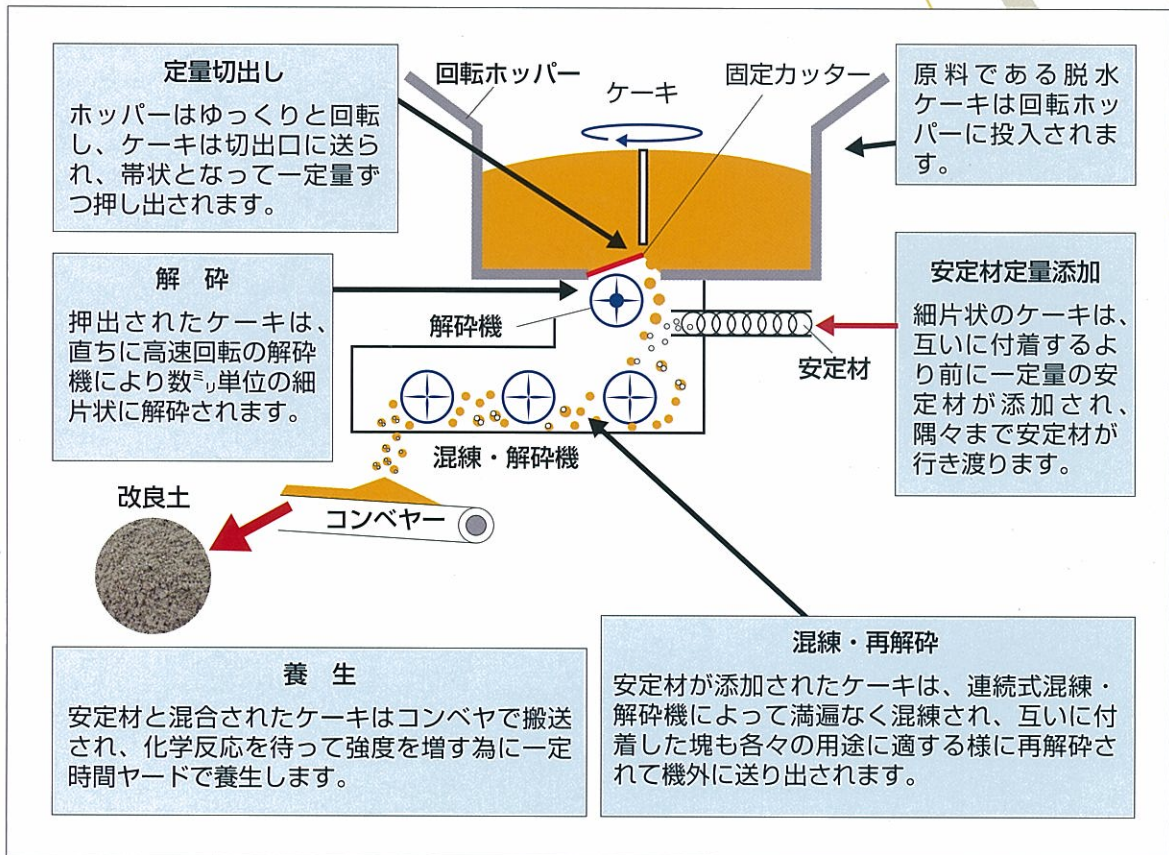 定量切出し
ホッパーはゆっくりと回転
し、ケーキは切出口に送ら
れ、帯状となって一定量ず
つ押し出されます。
回転ホッパー
ケーキ
固定カッター
原料である脱水
ケーキは回転ホッ
パーに投入されま
す。
解 砕
押出されたケーキは、
直ちに高速回転の解砕
機により数㍉単位の細
片状に解砕されます。
解砕機
安定材
安定材定量添加
細片状のケーキは、
互いに付着するよ
り前に一定量の安
定材が添加され、
隅々まで安定材が
行き渡ります。
混練・解砕機
改良土
コンベヤー
養 生
安定材と混合されたケーキはコンベヤで搬送
され、化学反応を待って強度を増す為に一定
時間ヤードで養生します。
混練・再解砕
安定材が添加されたケーキは、連続式混練・
解砕機によって満遍なく混練され、互いに付
着した塊も各々の用途に適する様に再解砕さ
れて機外に送り出されます。